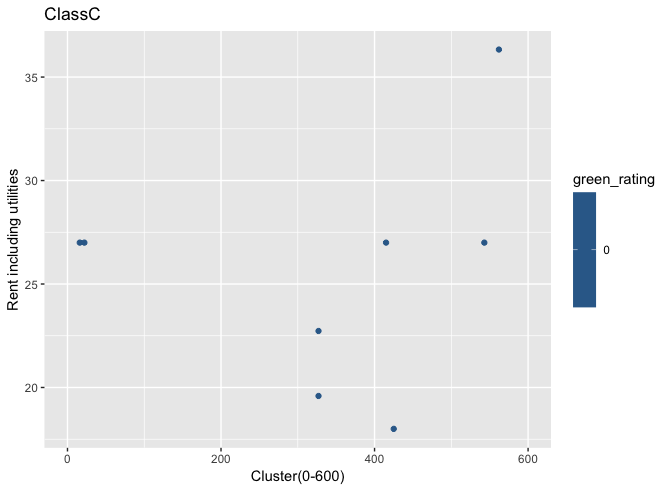 ClassC
35
30
25
20
Rent including utilities
0
200
400
600
Cluster(0-600)
green_rating
0